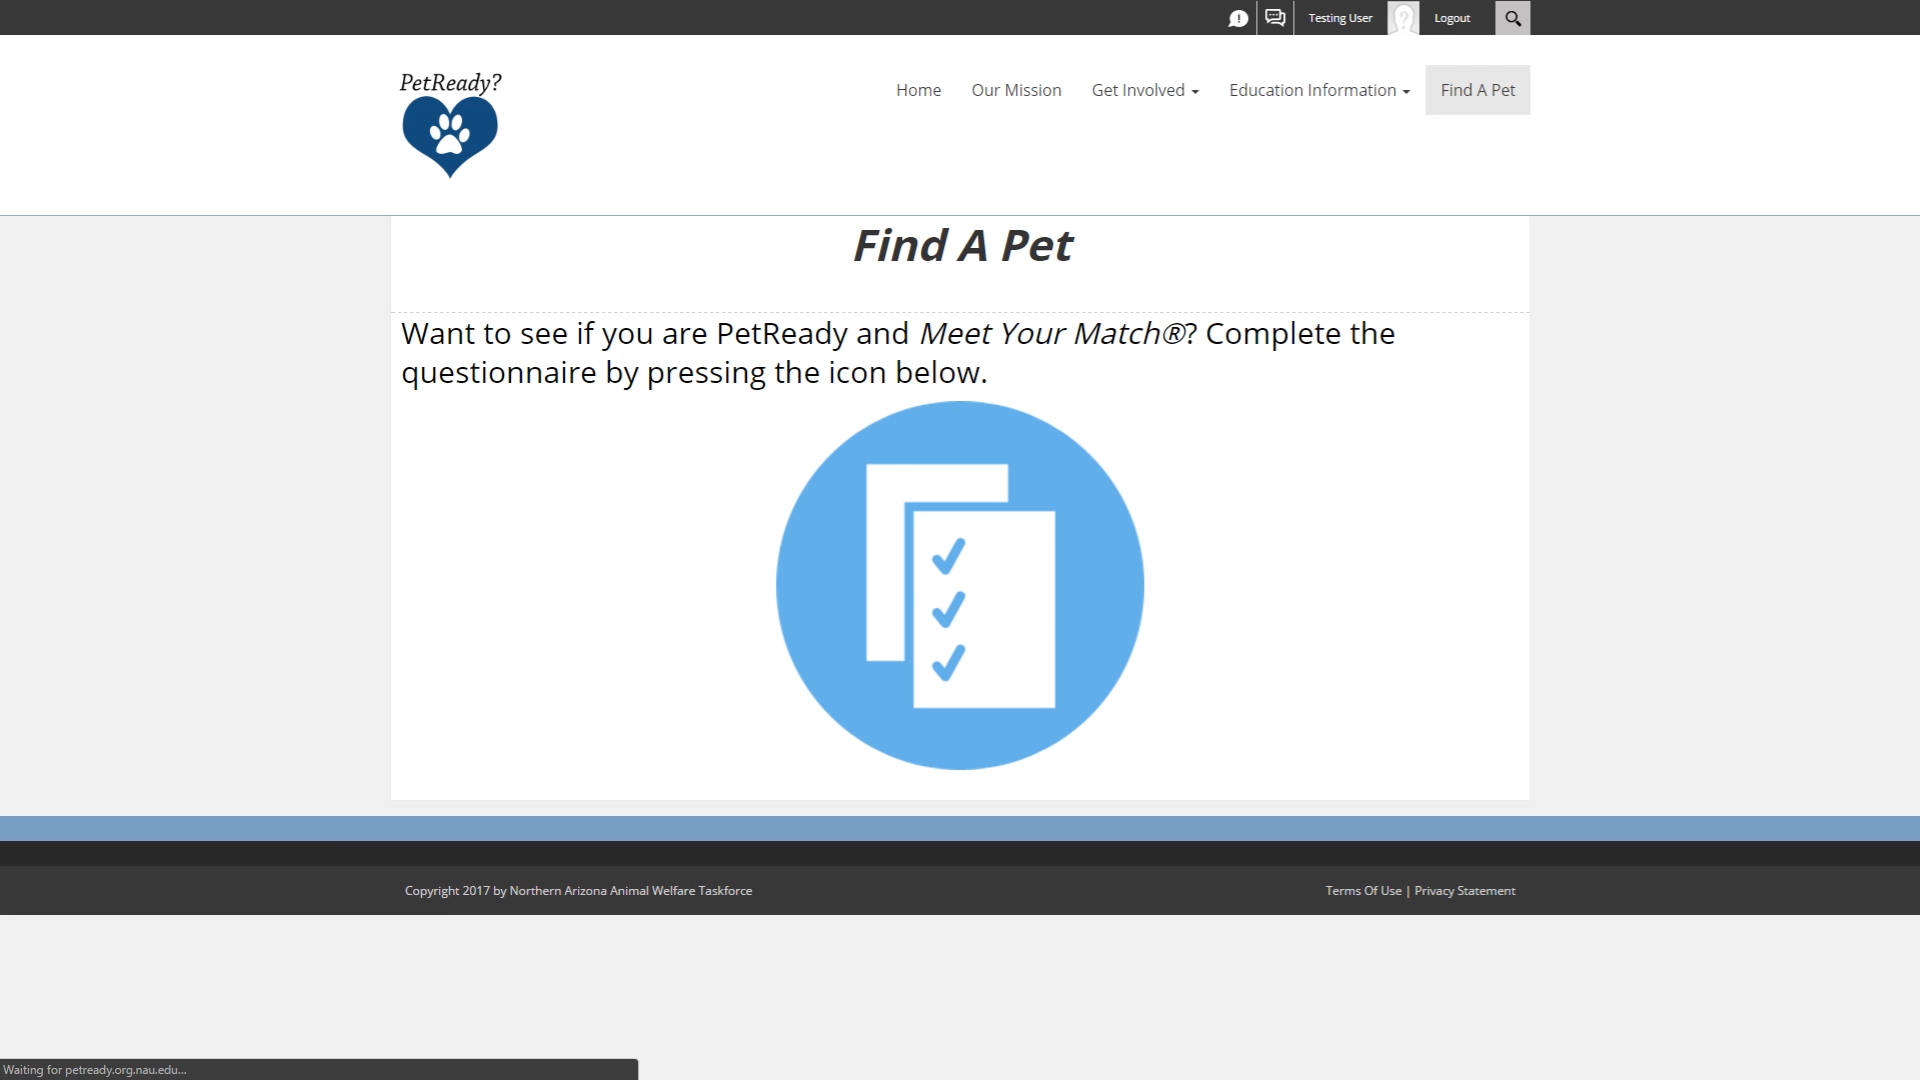 Testing User
Logout
PetReady?
Home
Our Mission
Get Involved
Education Information
Find A Pet
Find A Pet
Want to see if you are PetReady and Meet Your Match®? Complete the
questionnaire by pressing the icon below.
Copyright 2017 by Northern Arizona Animal Welfare Taskforce
Terms Of Use | Privacy Statement
Waiting for petready.org.nau.edu...